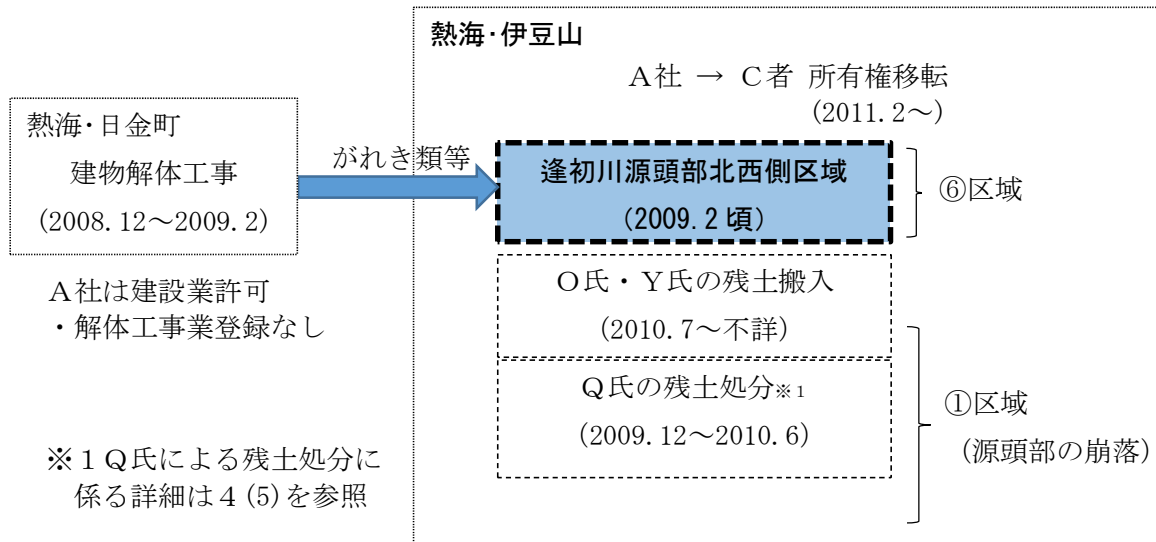 熱海・伊豆山
A社 → C者 所有権移転
(2011.2～)
熱海・日金町
建物解体工事
(2008.12～2009.2)
がれき類等
逢初川源頭部北西側区域
(2009.2頃)
⑥区域
A社は建設業許可
・解体工事業登録なし
O氏・Y氏の残土搬入
(2010.7～不詳)
Q氏の残土処分※1
(2009.12～2010.6)
①区域
(源頭部の崩落)
※1 Q氏による残土処分に
係る詳細は4(5)を参照